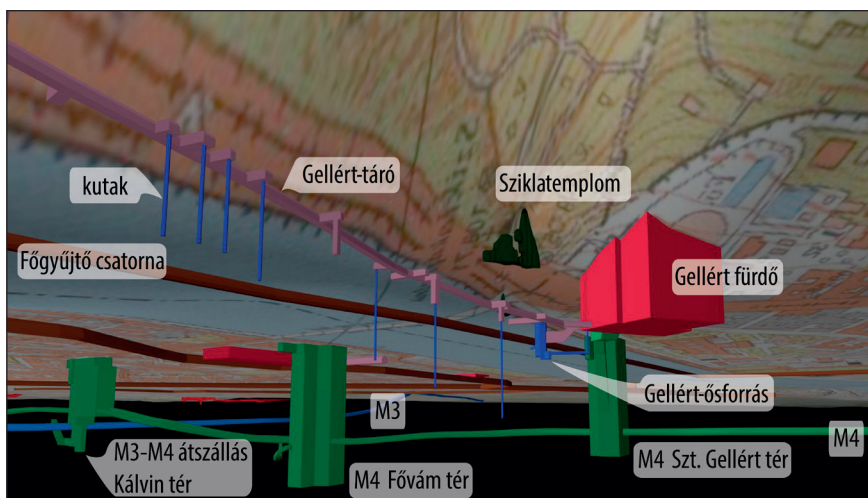 kutak
Gellért-táró
Sziklatemplom
Főgyűjtő csatorna
Gellért fürdő
Gellért-ősforrás
M3
M4
M3-M4 átszállás
Kálvin tér
M4 Fővám tér
M4 Szt. Gellért tér